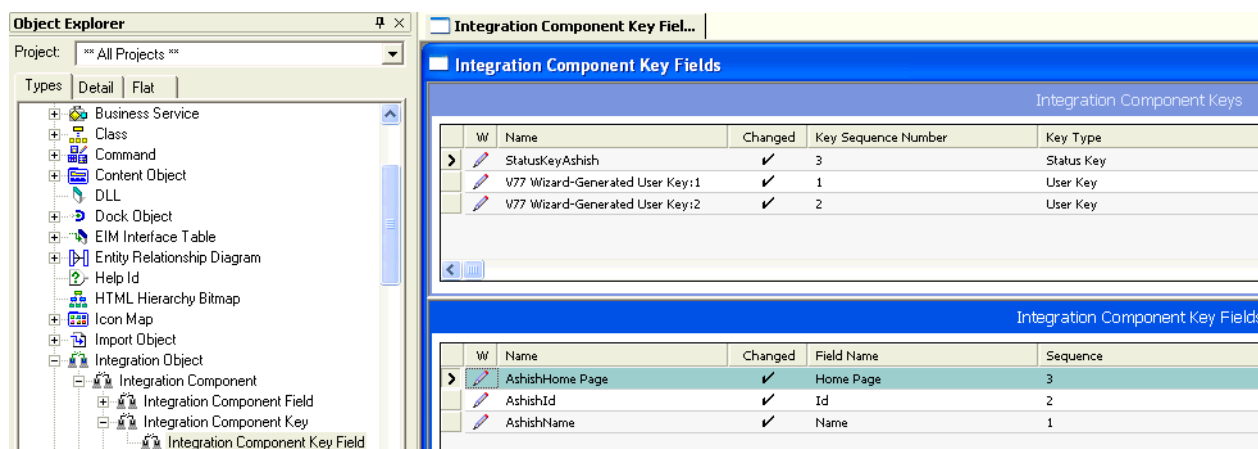 Object Explorer
Project: ** All Projects **
Types Detail Flat
Business Service
Class
Command
Content Object
DLL
Dock Object
EIM Interface Table
Entity Relationship Diagram
Help Id
HTML Hierarchy Bitmap
Icon Map
Import Object
Integration Object
Integration Component
Integration Component Field
Integration Component Key
Integration Component Key Field
Integration Component Key Fiel...
Integration Component Key Fields
Integration Component Keys
W Name Changed Key Sequence Number Key Type
StatusKeyAshish 3 Status Key
V77 Wizard-Generated User Key:1 1 User Key
V77 Wizard-Generated User Key:2 2 User Key
Integration Component Key Fields
W Name Changed Field Name Sequence
AshishHome Page Home Page 3
AshishId Id 2
AshishName Name 1